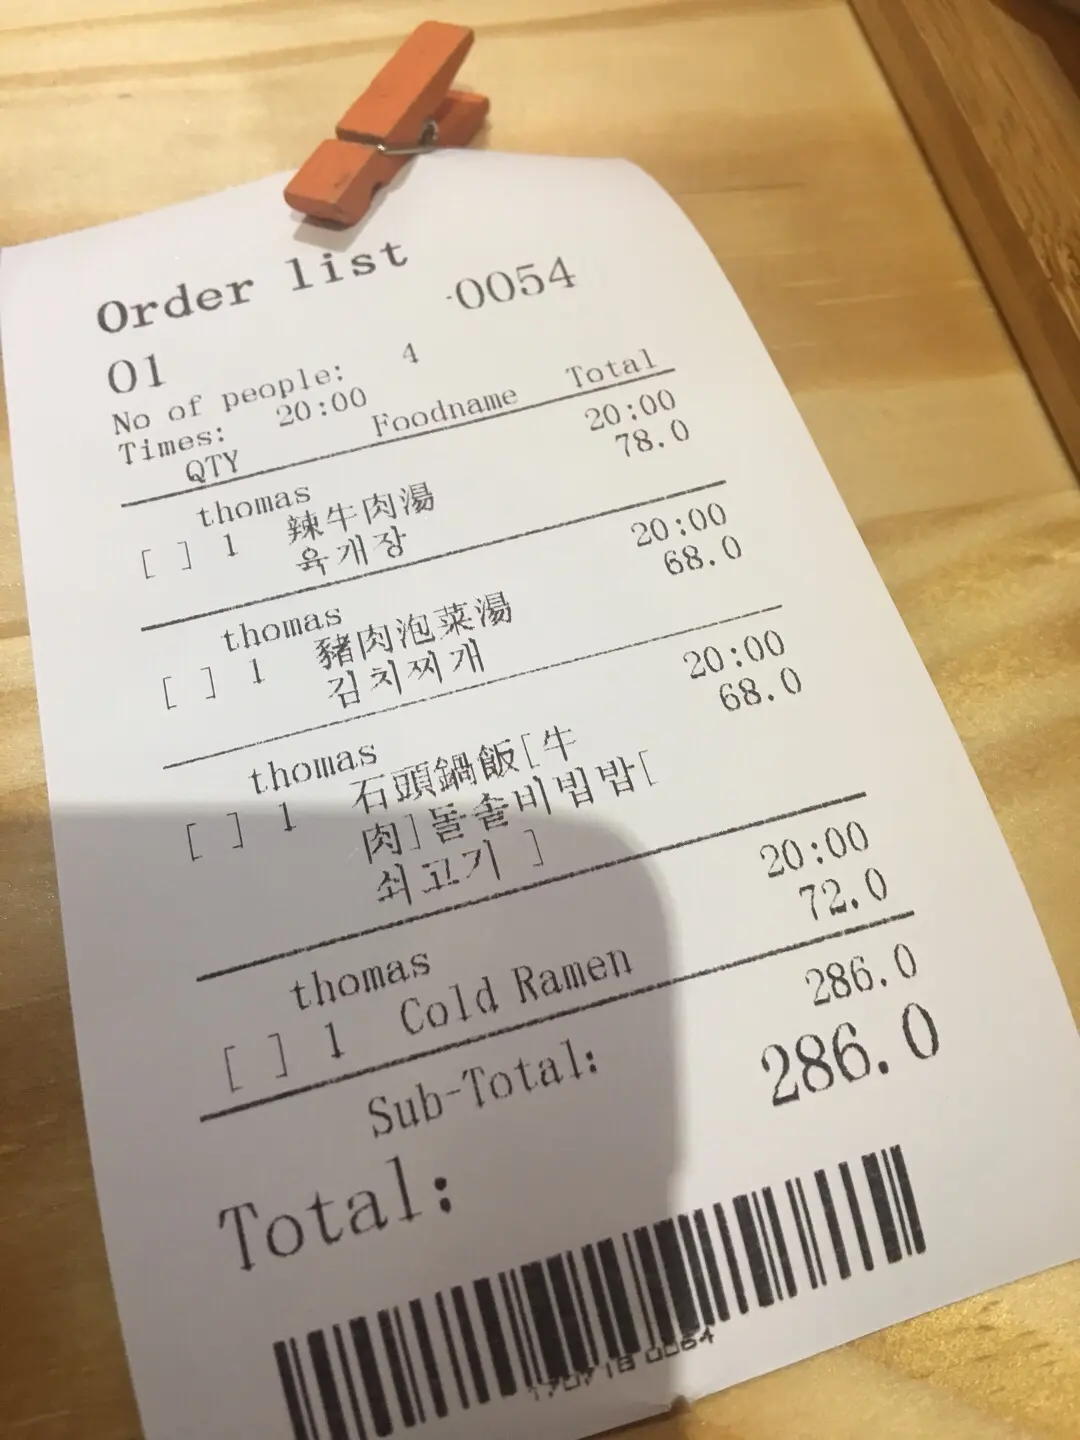 Order list
01 -0054
No of people: 4
Times: 20:00
QTY Foodname Total
thomas 20:00
[ ] 1 辣牛肉湯 78.0
육개장
thomas 20:00
[ ] 1 豬肉泡菜湯 68.0
김치찌개
thomas 20:00
[ ] 1 石頭鍋飯[牛 68.0
肉]돌솥비빕밥[
쇠고기 ]
thomas 20:00
[ ] 1 Cold Ramen 72.0
Sub-Total: 286.0
Total: 286.0
170718 0054